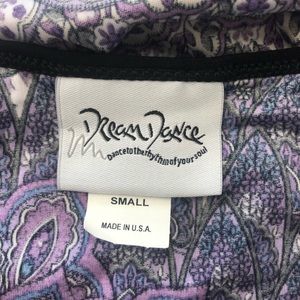 Dream Dance
Dance to the rhythm of your soul
SMALL
MADE IN U.S.A.